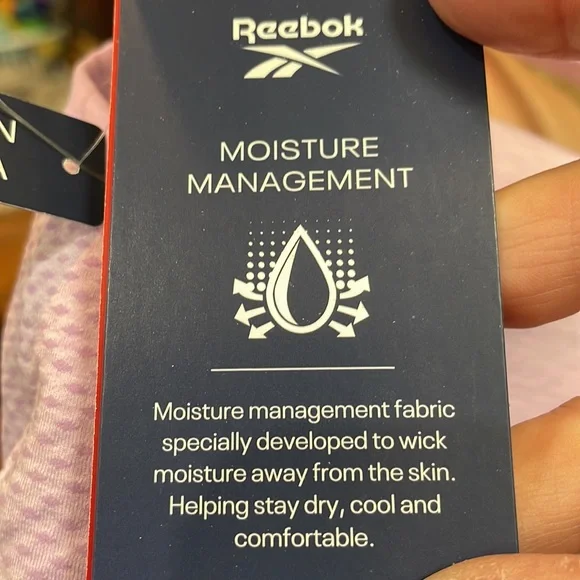 Reebok
MOISTURE
MANAGEMENT
Moisture management fabric
specially developed to wick
moisture away from the skin.
Helping stay dry, cool and
comfortable.